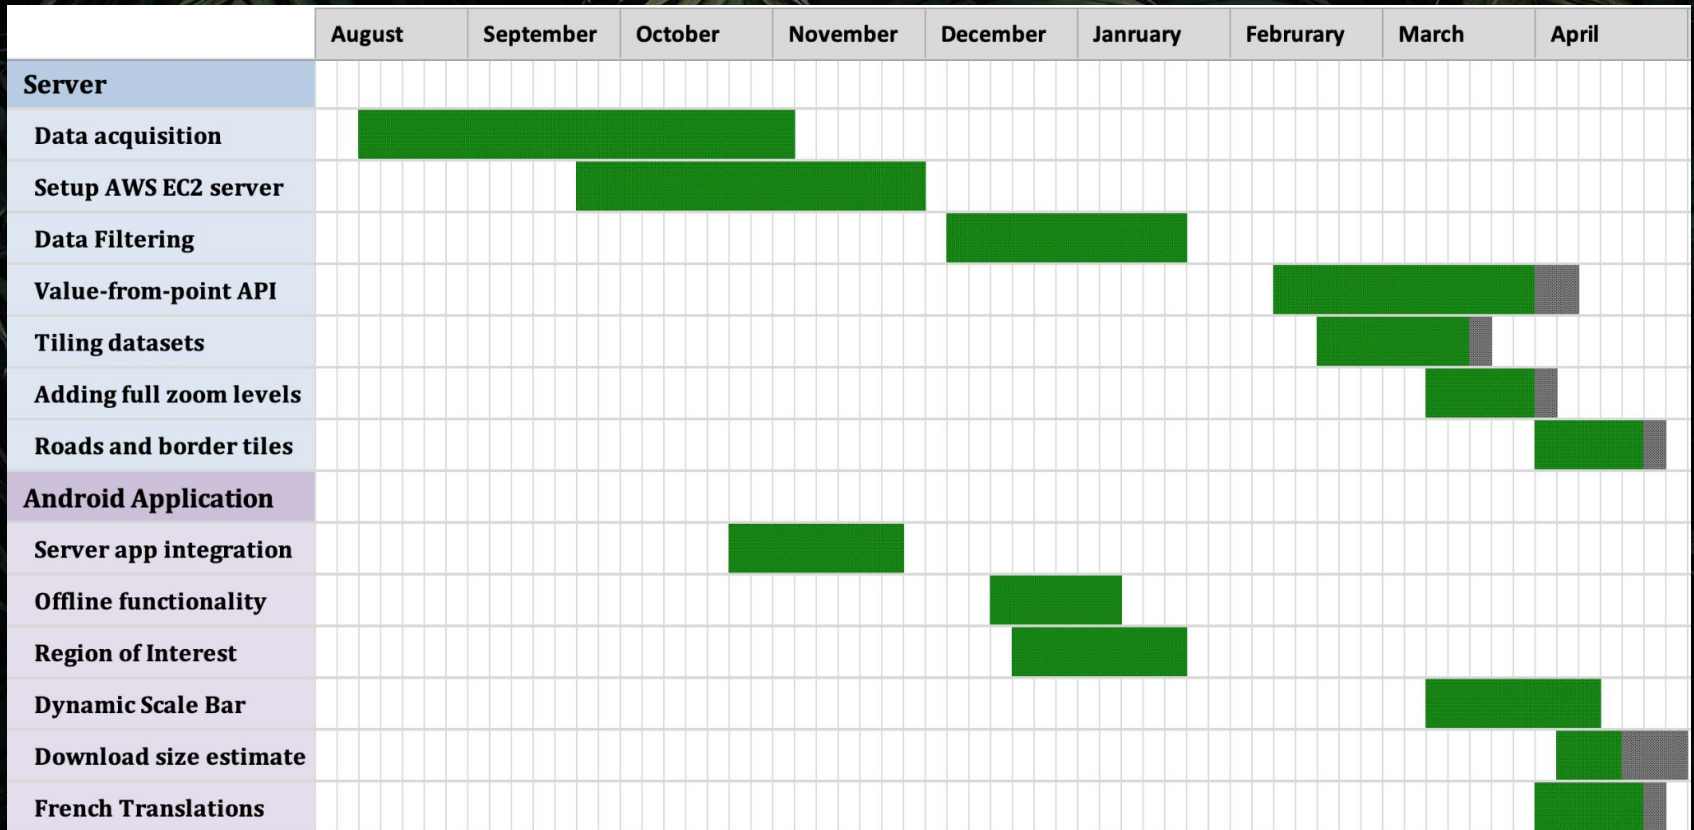 August September October November December Janruary Februrary March April
Server
Data acquisition
Setup AWS EC2 server
Data Filtering
Value-from-point API
Tiling datasets
Adding full zoom levels
Roads and border tiles
Android Application
Server app integration
Offline functionality
Region of Interest
Dynamic Scale Bar
Download size estimate
French Translations